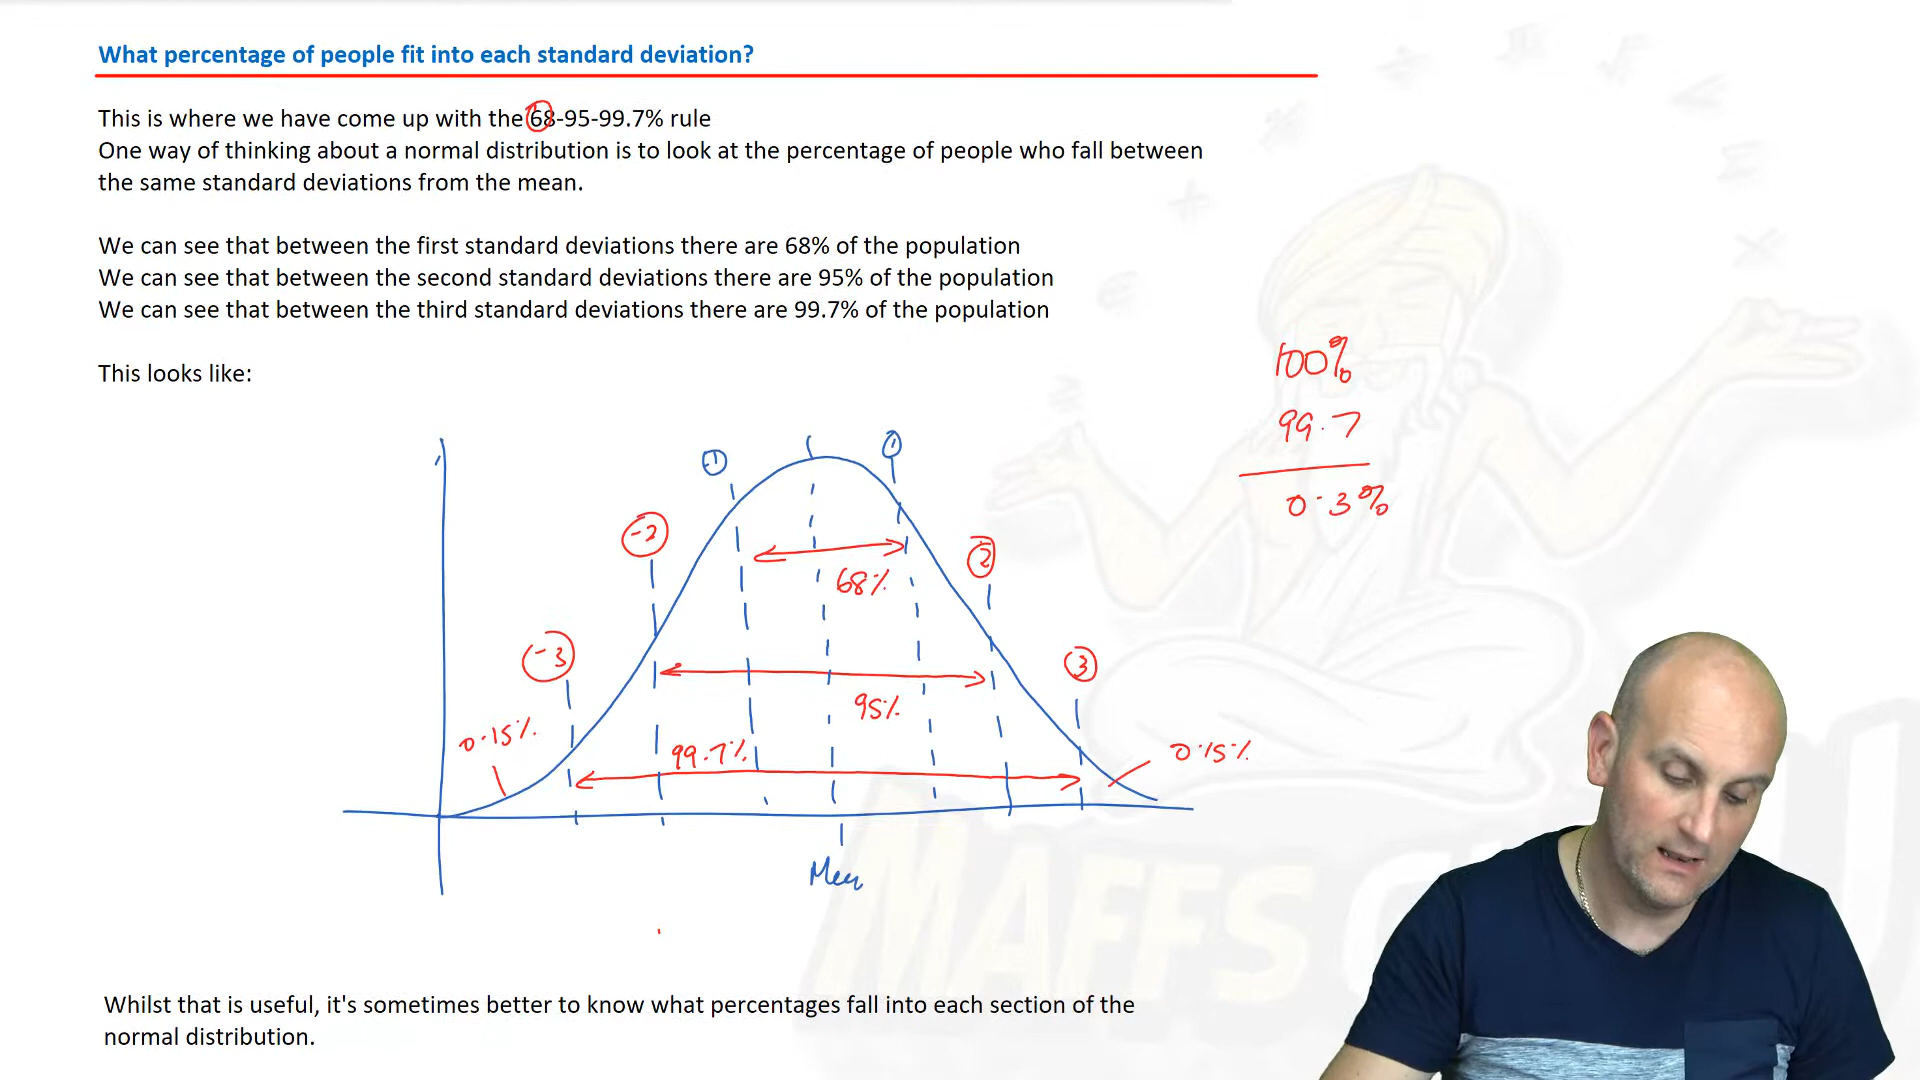 What percentage of people fit into each standard deviation?
This is where we have come up with the 68-95-99.7% rule
One way of thinking about a normal distribution is to look at the percentage of people who fall between
the same standard deviations from the mean.
We can see that between the first standard deviations there are 68% of the population
We can see that between the second standard deviations there are 95% of the population
We can see that between the third standard deviations there are 99.7% of the population
This looks like:
100%
99.7
0.3%
-1
1
-2
2
68%
-3
3
95%
0.15%
99.7%
0.15%
Mean
MAFFS
Whilst that is useful, it's sometimes better to know what percentages fall into each section of the
normal distribution.